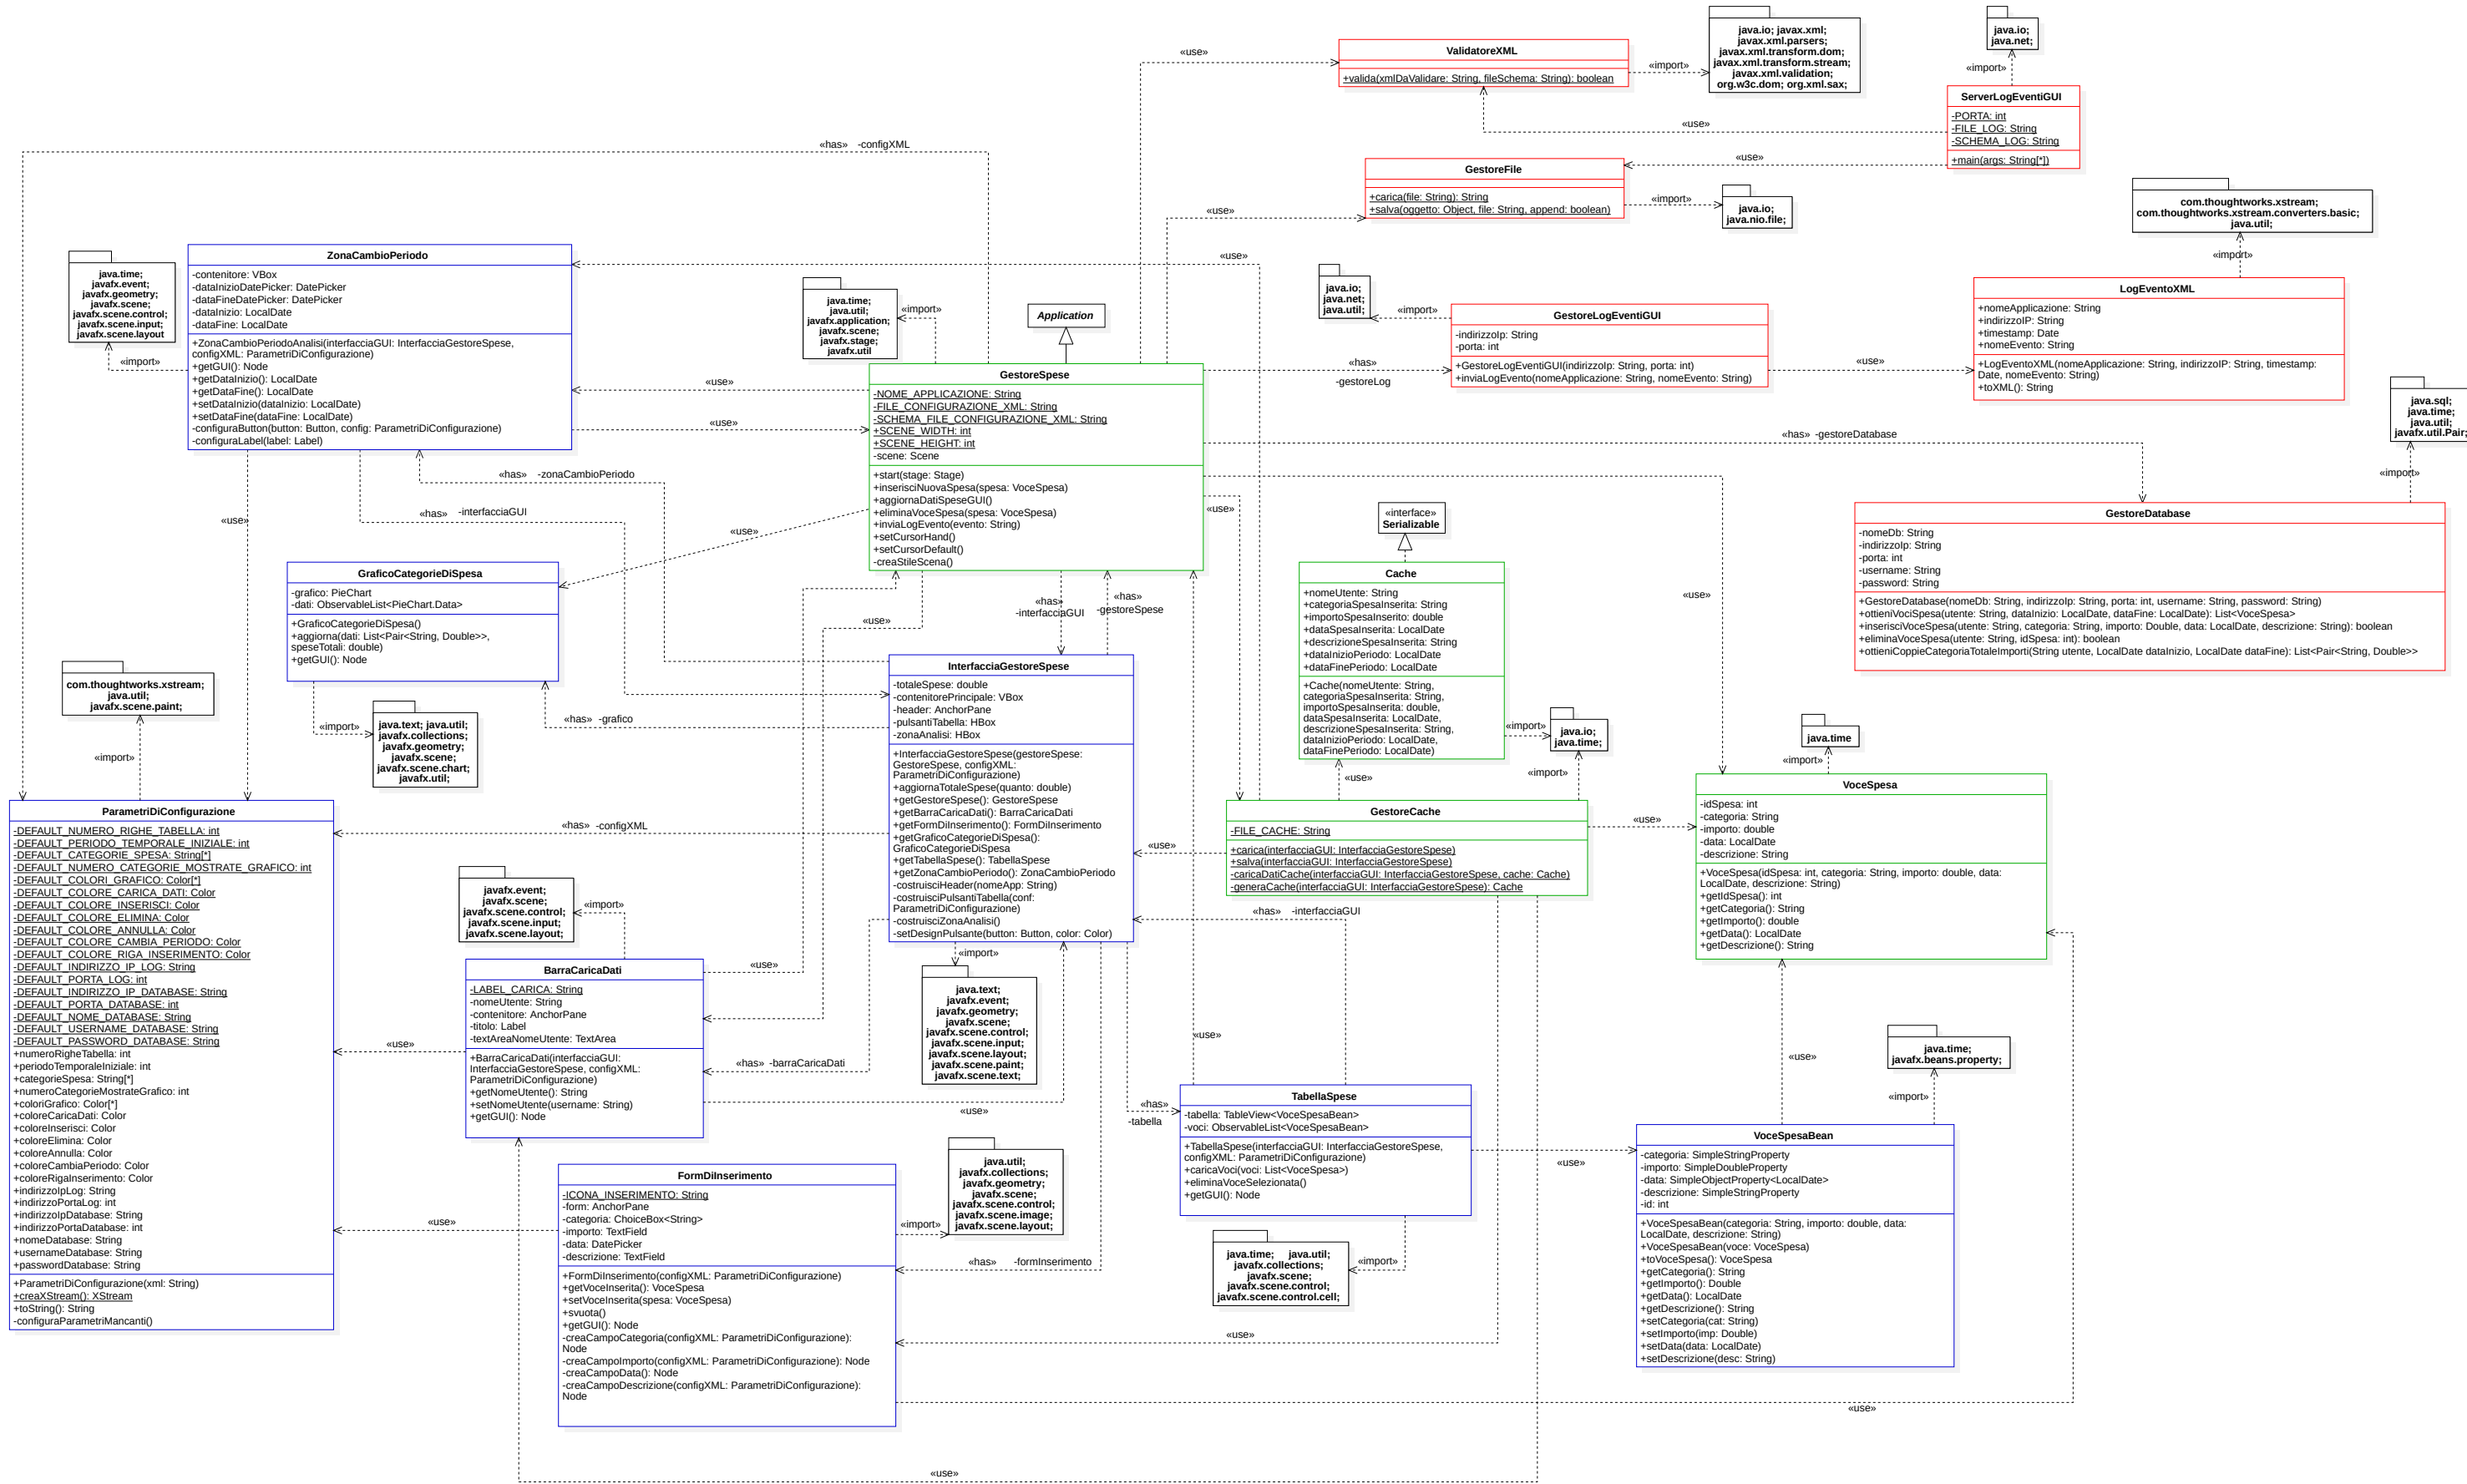 «use»
ValidatoreXML
+valida(xmlDaValidare: String, fileSchema: String): boolean
«import»
java.io; javax.xml;
javax.xml.parsers;
javax.xml.transform.dom;
javax.xml.transform.stream;
javax.xml.validation;
org.w3c.dom; org.xml.sax;
java.io;
java.net;
«import»
ServerLogEventiGUI
-PORTA: int
-FILE_LOG: String
-SCHEMA_LOG: String
+main(args: String[*])
«use»
«use»
«has» -configXML
GestoreFile
+carica(file: String): String
+salva(oggetto: Object, file: String, append: boolean)
«import»
java.io;
java.nio.file;
«use»
com.thoughtworks.xstream;
com.thoughtworks.xstream.converters.basic;
java.util;
«import»
java.time;
javafx.event;
javafx.geometry;
javafx.scene;
javafx.scene.control;
javafx.scene.input;
javafx.scene.layout
«import»
ZonaCambioPeriodo
-contenitore: VBox
-dataInizioDatePicker: DatePicker
-dataFineDatePicker: DatePicker
-dataInizio: LocalDate
-dataFine: LocalDate
+ZonaCambioPeriodoAnalisi(interfacciaGUI: InterfacciaGestoreSpese,
configXML: ParametriDiConfigurazione)
+getGUI(): Node
+getDataInizio(): LocalDate
+getDataFine(): LocalDate
+setDataInizio(dataInizio: LocalDate)
+setDataFine(dataFine: LocalDate)
-configuraButton(button: Button, config: ParametriDiConfigurazione)
-configuraLabel(label: Label)
«use»
java.time;
java.util;
javafx.application;
javafx.scene;
javafx.stage;
javafx.util
«import»
Application
java.io;
java.net;
java.util;
«import»
GestoreLogEventiGUI
-indirizzoIp: String
-porta: int
+GestoreLogEventiGUI(indirizzoIp: String, porta: int)
+inviaLogEvento(nomeApplicazione: String, nomeEvento: String)
«use»
LogEventoXML
+nomeApplicazione: String
+indirizzoIP: String
+timestamp: Date
+nomeEvento: String
+LogEventoXML(nomeApplicazione: String, indirizzoIP: String, timestamp:
Date, nomeEvento: String)
+toXML(): String
«has»
-gestoreLog
«use»
«use»
GestoreSpese
-NOME_APPLICAZIONE: String
-FILE_CONFIGURAZIONE_XML: String
-SCHEMA_FILE_CONFIGURAZIONE_XML: String
+SCENE_WIDTH: int
+SCENE_HEIGHT: int
-scene: Scene
+start(stage: Stage)
+inserisciNuovaSpesa(spesa: VoceSpesa)
+aggiornaDatiSpeseGUI()
+eliminaVoceSpesa(spesa: VoceSpesa)
+inviaLogEvento(evento: String)
+setCursorHand()
+setCursorDefault()
-creaStileScena()
«has» -gestoreDatabase
java.sql;
java.time;
java.util;
javafx.util.Pair;
«import»
«has» -zonaCambioPeriodo
«has» -interfacciaGUI
«use»
«use»
«use»
«interface»
Serializable
GestoreDatabase
-nomeDb: String
-indirizzoIp: String
-porta: int
-username: String
-password: String
+GestoreDatabase(nomeDb: String, indirizzoIp: String, porta: int, username: String, password: String)
+ottieniVociSpesa(utente: String, dataInizio: LocalDate, dataFine: LocalDate): List<VoceSpesa>
+inserisciVoceSpesa(utente: String, categoria: String, importo: Double, data: LocalDate, descrizione: String): boolean
+eliminaVoceSpesa(utente: String, idSpesa: int): boolean
+ottieniCoppieCategoriaTotaleImporti(String utente, LocalDate dataInizio, LocalDate dataFine): List<Pair<String, Double>>
GraficoCategorieDiSpesa
-grafico: PieChart
-dati: ObservableList<PieChart.Data>
+GraficoCategorieDiSpesa()
+aggiorna(dati: List<Pair<String, Double>>,
speseTotali: double)
+getGUI(): Node
«import»
java.text; java.util;
javafx.collections;
javafx.geometry;
javafx.scene;
javafx.scene.chart;
javafx.util;
«use»
«has»
-interfacciaGUI
«has»
-gestoreSpese
«use»
Cache
+nomeUtente: String
+categoriaSpesaInserita: String
+importoSpesaInserito: double
+dataSpesaInserita: LocalDate
+descrizioneSpesaInserita: String
+dataInizioPeriodo: LocalDate
+dataFinePeriodo: LocalDate
+Cache(nomeUtente: String,
categoriaSpesaInserita: String,
importoSpesaInserita: double,
dataSpesaInserita: LocalDate,
descrizioneSpesaInserita: String,
dataInizioPeriodo: LocalDate,
dataFinePeriodo: LocalDate)
«import»
java.io;
java.time;
«import»
«use»
com.thoughtworks.xstream;
java.util;
javafx.scene.paint;
«import»
InterfacciaGestoreSpese
-totaleSpese: double
-contenitorePrincipale: VBox
-header: AnchorPane
-pulsantiTabella: HBox
-zonaAnalisi: HBox
+InterfacciaGestoreSpese(gestoreSpese:
GestoreSpese, configXML:
ParametriDiConfigurazione)
+aggiornaTotaleSpese(quanto: double)
+getGestoreSpese(): GestoreSpese
+getBarraCaricaDati(): BarraCaricaDati
+getFormDiInserimento(): FormDiInserimento
+getGraficoCategorieDiSpesa():
GraficoCategorieDiSpesa
+getTabellaSpese(): TabellaSpese
+getZonaCambioPeriodo(): ZonaCambioPeriodo
-costruisciHeader(nomeApp: String)
-costruisciPulsantiTabella(conf:
ParametriDiConfigurazione)
-costruisciZonaAnalisi()
-setDesignPulsante(button: Button, color: Color)
«has» -grafico
«has» -configXML
java.time
«import»
VoceSpesa
-idSpesa: int
-categoria: String
-importo: double
-data: LocalDate
-descrizione: String
+VoceSpesa(idSpesa: int, categoria: String, importo: double, data:
LocalDate, descrizione: String)
+getIdSpesa(): int
+getCategoria(): String
+getImporto(): double
+getData(): LocalDate
+getDescrizione(): String
GestoreCache
-FILE_CACHE: String
+carica(interfacciaGUI: InterfacciaGestoreSpese)
+salva(interfacciaGUI: InterfacciaGestoreSpese)
-caricaDatiCache(interfacciaGUI: InterfacciaGestoreSpese, cache: Cache)
-generaCache(interfacciaGUI: InterfacciaGestoreSpese): Cache
«use»
«use»
«has» -interfacciaGUI
ParametriDiConfigurazione
-DEFAULT_NUMERO_RIGHE_TABELLA: int
-DEFAULT_PERIODO_TEMPORALE_INIZIALE: int
-DEFAULT_CATEGORIE_SPESA: String[*]
-DEFAULT_NUMERO_CATEGORIE_MOSTRATE_GRAFICO: int
-DEFAULT_COLORI_GRAFICO: Color[*]
-DEFAULT_COLORE_CARICA_DATI: Color
-DEFAULT_COLORE_INSERISCI: Color
-DEFAULT_COLORE_ELIMINA: Color
-DEFAULT_COLORE_ANNULLA: Color
-DEFAULT_COLORE_CAMBIA_PERIODO: Color
-DEFAULT_COLORE_RIGA_INSERIMENTO: Color
-DEFAULT_INDIRIZZO_IP_LOG: String
-DEFAULT_PORTA_LOG: int
-DEFAULT_INDIRIZZO_IP_DATABASE: String
-DEFAULT_PORTA_DATABASE: int
-DEFAULT_NOME_DATABASE: String
-DEFAULT_USERNAME_DATABASE: String
-DEFAULT_PASSWORD_DATABASE: String
+numeroRigheTabella: int
+periodoTemporaleIniziale: int
+categorieSpesa: String[*]
+numeroCategorieMostrateGrafico: int
+coloriGrafico: Color[*]
+coloreCaricaDati: Color
+coloreInserisci: Color
+coloreElimina: Color
+coloreAnnulla: Color
+coloreCambiaPeriodo: Color
+coloreRigaInserimento: Color
+indirizzoIpLog: String
+indirizzoPortaLog: int
+indirizzoIpDatabase: String
+indirizzoPortaDatabase: int
+nomeDatabase: String
+usernameDatabase: String
+passwordDatabase: String
+ParametriDiConfigurazione(xml: String)
+creaXStream(): XStream
+toString(): String
-configuraParametriMancanti()
javafx.event;
javafx.scene;
javafx.scene.control;
javafx.scene.input;
javafx.scene.layout;
«import»
BarraCaricaDati
-LABEL_CARICA: String
-nomeUtente: String
-contenitore: AnchorPane
-titolo: Label
-textAreaNomeUtente: TextArea
+BarraCaricaDati(interfacciaGUI:
InterfacciaGestoreSpese, configXML:
ParametriDiConfigurazione)
+getNomeUtente(): String
+setNomeUtente(username: String)
+getGUI(): Node
«use»
«use»
«has» -barraCaricaDati
«use»
«import»
java.text;
javafx.event;
javafx.geometry;
javafx.scene;
javafx.scene.control;
javafx.scene.input;
javafx.scene.layout;
javafx.scene.paint;
javafx.scene.text;
«use»
«has»
-tabella
TabellaSpese
-tabella: TableView<VoceSpesaBean>
-voci: ObservableList<VoceSpesaBean>
+TabellaSpese(interfacciaGUI: InterfacciaGestoreSpese,
configXML: ParametriDiConfigurazione)
+caricaVoci(voci: List<VoceSpesa>)
+eliminaVoceSelezionata()
+getGUI(): Node
«import»
java.time; java.util;
javafx.collections;
javafx.scene;
javafx.scene.control;
javafx.scene.control.cell;
«use»
«use»
java.time;
javafx.beans.property;
«import»
VoceSpesaBean
-categoria: SimpleStringProperty
-importo: SimpleDoubleProperty
-data: SimpleObjectProperty<LocalDate>
-descrizione: SimpleStringProperty
-id: int
+VoceSpesaBean(categoria: String, importo: double, data:
LocalDate, descrizione: String)
+VoceSpesaBean(voce: VoceSpesa)
+toVoceSpesa(): VoceSpesa
+getCategoria(): String
+getImporto(): Double
+getData(): LocalDate
+getDescrizione(): String
+setCategoria(cat: String)
+setImporto(imp: Double)
+setData(data: LocalDate)
+setDescrizione(desc: String)
FormDiInserimento
-ICONA_INSERIMENTO: String
-form: AnchorPane
-categoria: ChoiceBox<String>
-importo: TextField
-data: DatePicker
-descrizione: TextField
+FormDiInserimento(configXML: ParametriDiConfigurazione)
+getVoceInserita(): VoceSpesa
+setVoceInserita(spesa: VoceSpesa)
+svuota()
+getGUI(): Node
-creaCampoCategoria(configXML: ParametriDiConfigurazione):
Node
-creaCampoImporto(configXML: ParametriDiConfigurazione): Node
-creaCampoData(): Node
-creaCampoDescrizione(configXML: ParametriDiConfigurazione):
Node
«use»
java.util;
javafx.collections;
javafx.geometry;
javafx.scene;
javafx.scene.control;
javafx.scene.image;
javafx.scene.layout;
«import»
«has» -formInserimento
«use»
«use»
«use»